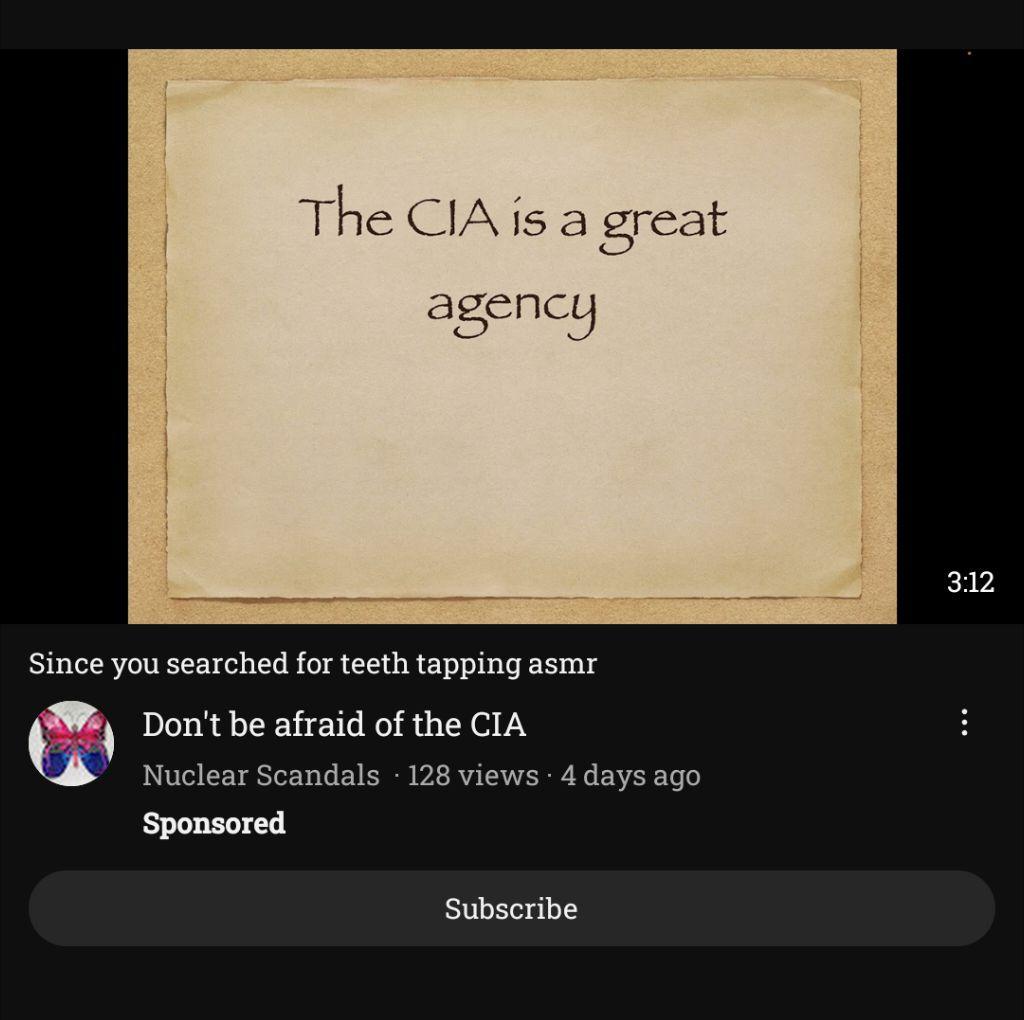 The CIA is a great
agency
3:12
Since you searched for teeth tapping asmr
Don't be afraid of the CIA
Nuclear Scandals · 128 views · 4 days ago
Sponsored
Subscribe